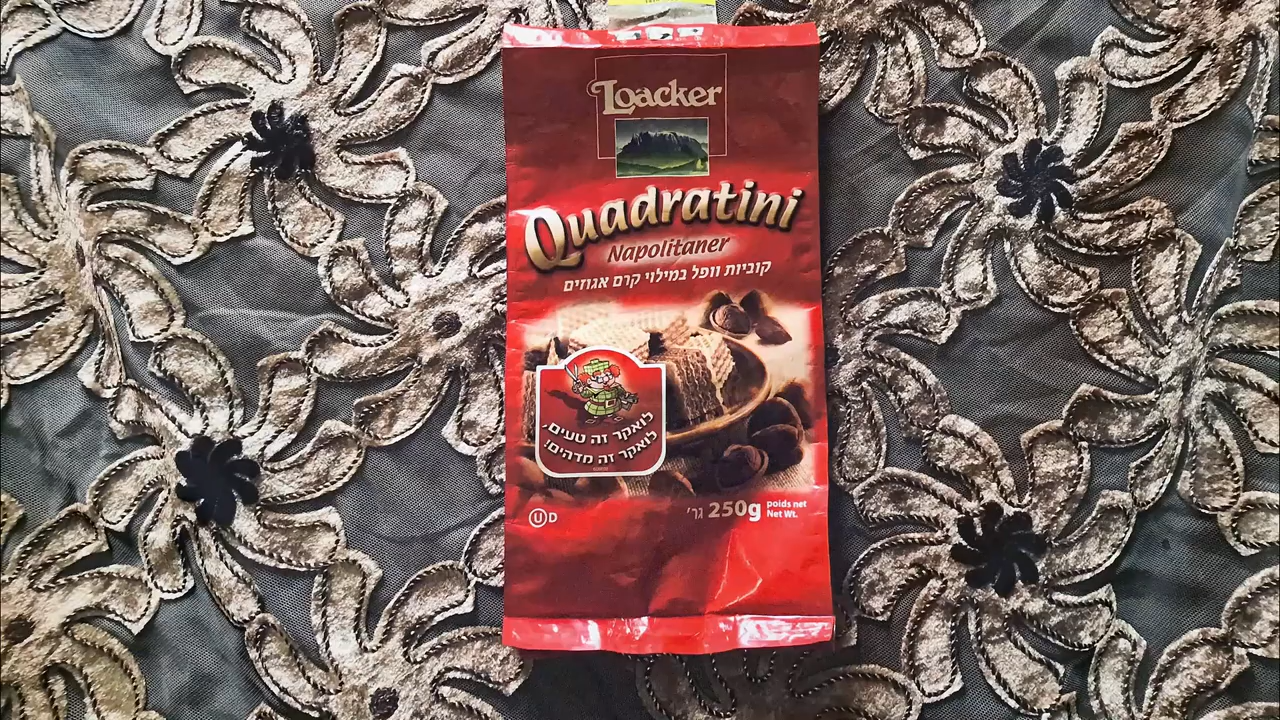 Loacker
Quadratini
Napolitaner
קוביות וופל במילוי קרם אגוזים
לואקר זה טעים,
לואקר זה מדהים!
ⓊD
250g גר'
poids net
Net Wt.